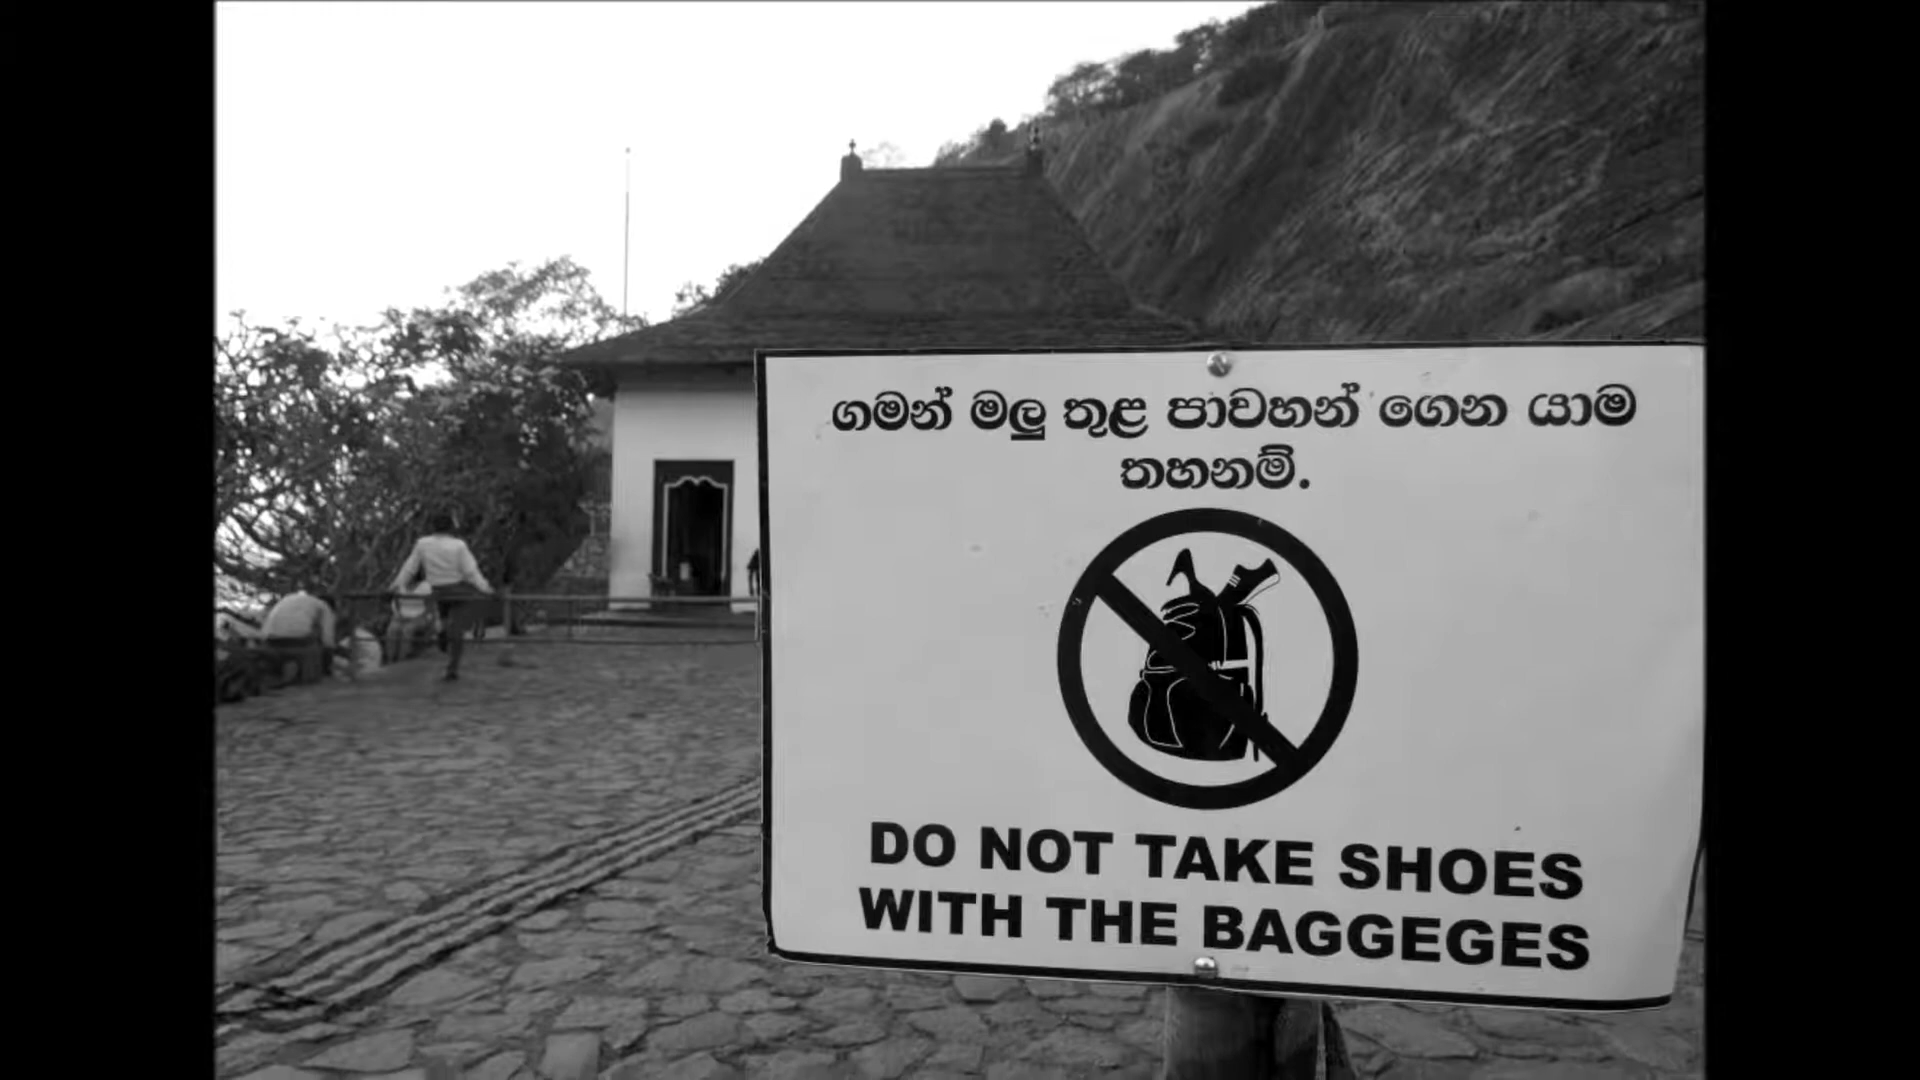 ගමන් මලු තුළ පාවහන් ගෙන යාම
තහනම්.
DO NOT TAKE SHOES
WITH THE BAGGEGES